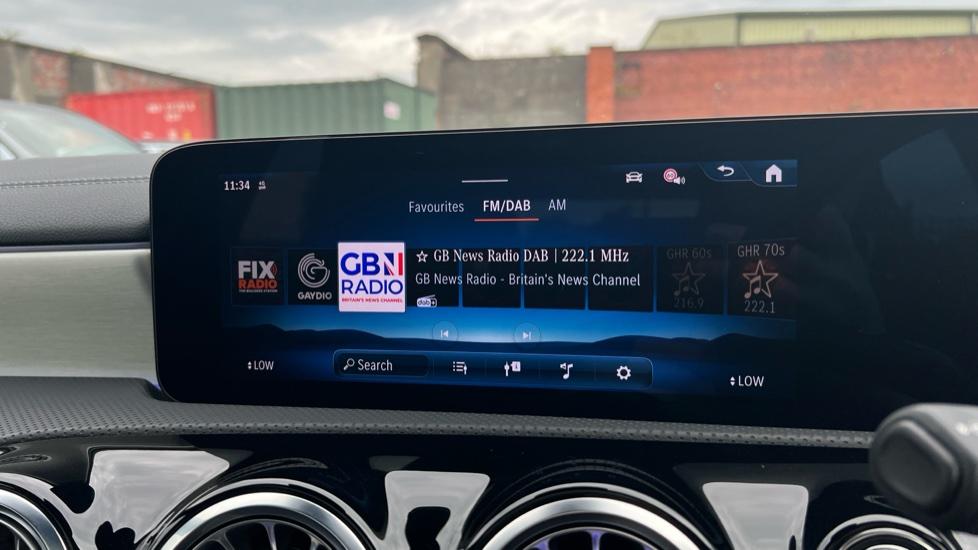 11:34
Favourites FM/DAB AM
FIX
RADIO
GAYDIO
GBN
RADIO
BRITAIN'S NEWS CHANNEL
☆ GB News Radio DAB | 222.1 MHz
GB News Radio - Britain's News Channel
dab
GHR 60s
216.9
GHR 70s
222.1
LOW
Search
LOW